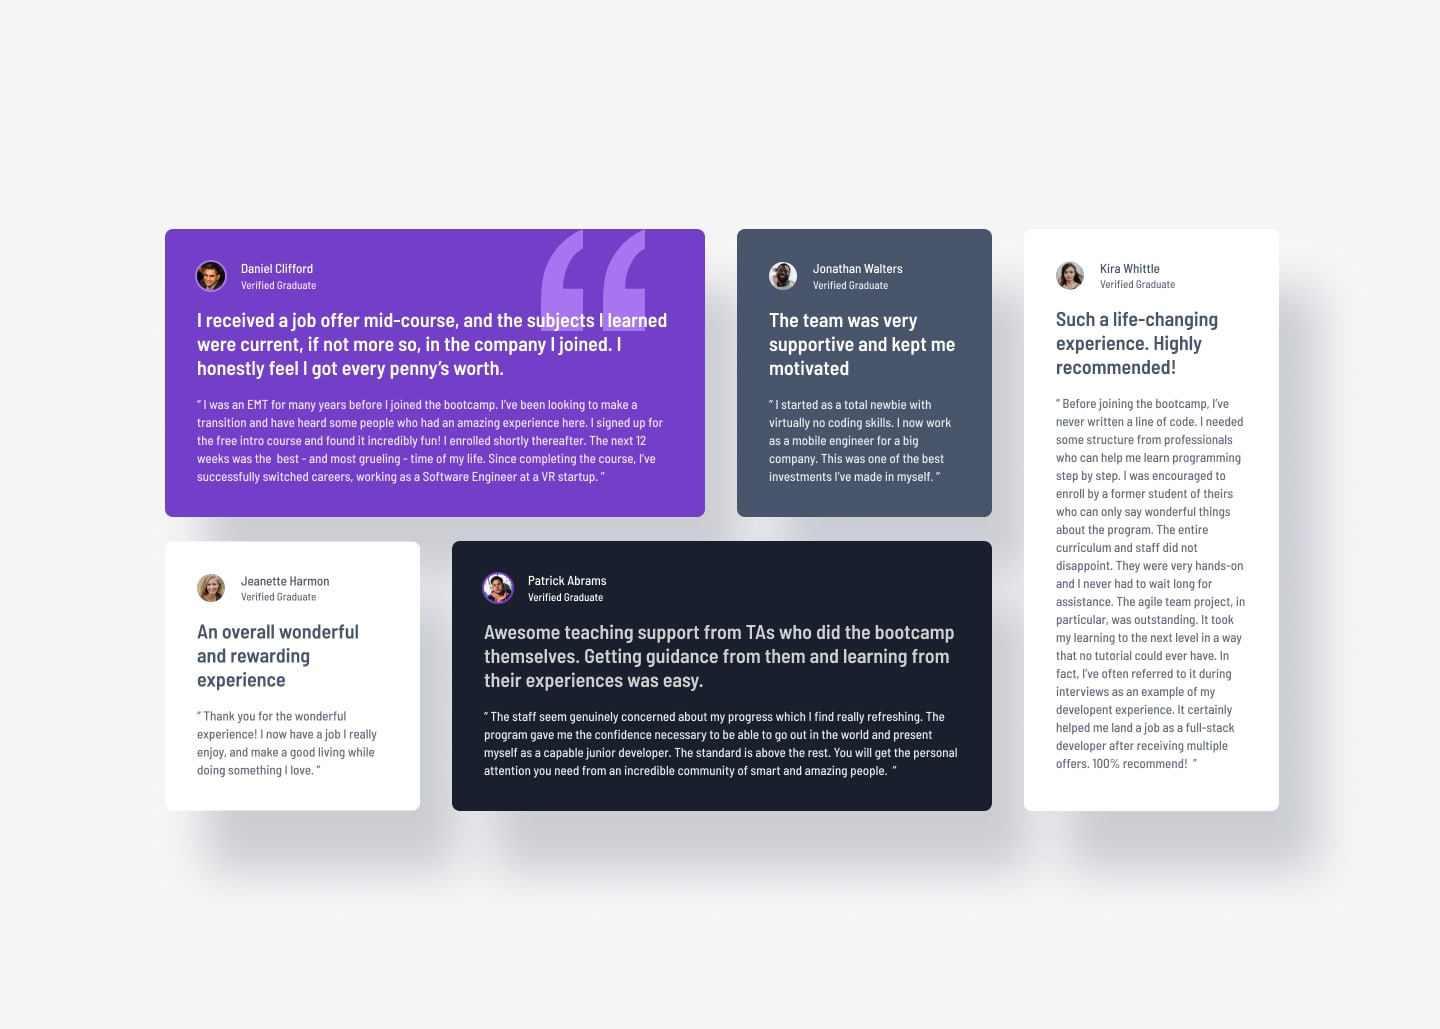 Daniel Clifford
Verified Graduate
I received a job offer mid-course, and the subjects I learned
were current, if not more so, in the company I joined. I
honestly feel I got every penny’s worth.
“ I was an EMT for many years before I joined the bootcamp. I’ve been looking to make a
transition and have heard some people who had an amazing experience here. I signed up for
the free intro course and found it incredibly fun! I enrolled shortly thereafter. The next 12
weeks was the  best - and most grueling - time of my life. Since completing the course, I’ve
successfully switched careers, working as a Software Engineer at a VR startup. ”
Jonathan Walters
Verified Graduate
The team was very
supportive and kept me
motivated
“ I started as a total newbie with
virtually no coding skills. I now work
as a mobile engineer for a big
company. This was one of the best
investments I’ve made in myself. ”
Kira Whittle
Verified Graduate
Such a life-changing
experience. Highly
recommended!
“ Before joining the bootcamp, I’ve
never written a line of code. I needed
some structure from professionals
who can help me learn programming
step by step. I was encouraged to
enroll by a former student of theirs
who can only say wonderful things
about the program. The entire
curriculum and staff did not
disappoint. They were very hands-on
and I never had to wait long for
assistance. The agile team project, in
particular, was outstanding. It took
my learning to the next level in a way
that no tutorial could ever have. In
fact, I’ve often referred to it during
interviews as an example of my
developent experience. It certainly
helped me land a job as a full-stack
developer after receiving multiple
offers. 100% recommend!  ”
Jeanette Harmon
Verified Graduate
An overall wonderful
and rewarding
experience
“ Thank you for the wonderful
experience! I now have a job I really
enjoy, and make a good living while
doing something I love. ”
Patrick Abrams
Verified Graduate
Awesome teaching support from TAs who did the bootcamp
themselves. Getting guidance from them and learning from
their experiences was easy.
“ The staff seem genuinely concerned about my progress which I find really refreshing. The
program gave me the confidence necessary to be able to go out in the world and present
myself as a capable junior developer. The standard is above the rest. You will get the personal
attention you need from an incredible community of smart and amazing people.  ”